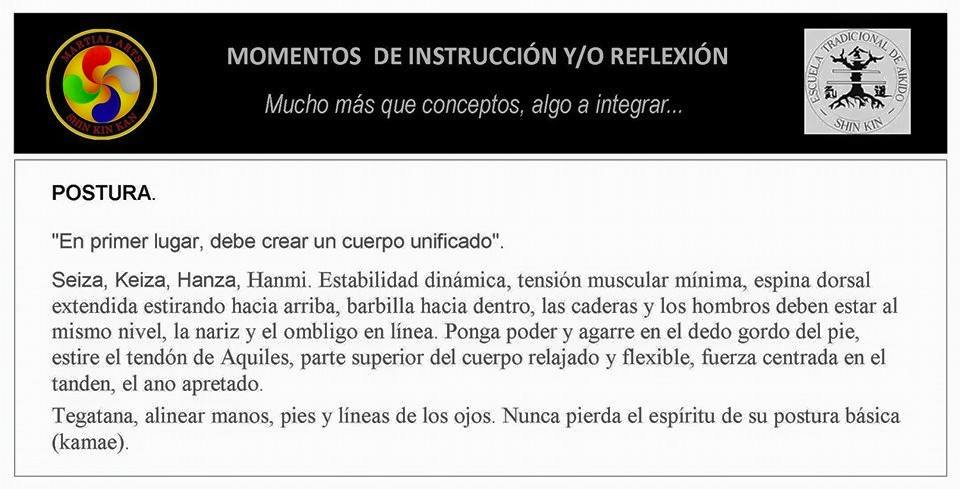 MARTIAL ARTS
SHIN KIN KAN
MOMENTOS DE INSTRUCCIÓN Y/O REFLEXIÓN
Mucho más que conceptos, algo a integrar...
ESCUELA TRADICIONAL DE AIKIDO
SHIN KIN
POSTURA.
"En primer lugar, debe crear un cuerpo unificado".
Seiza, Keiza, Hanza, Hanmi. Estabilidad dinámica, tensión muscular mínima, espina dorsal
extendida estirando hacia arriba, barbilla hacia dentro, las caderas y los hombros deben estar al
mismo nivel, la nariz y el ombligo en línea. Ponga poder y agarre en el dedo gordo del pie,
estire el tendón de Aquiles, parte superior del cuerpo relajado y flexible, fuerza centrada en el
tanden, el ano apretado.
Tegatana, alinear manos, pies y líneas de los ojos. Nunca pierda el espíritu de su postura básica
(kamae).